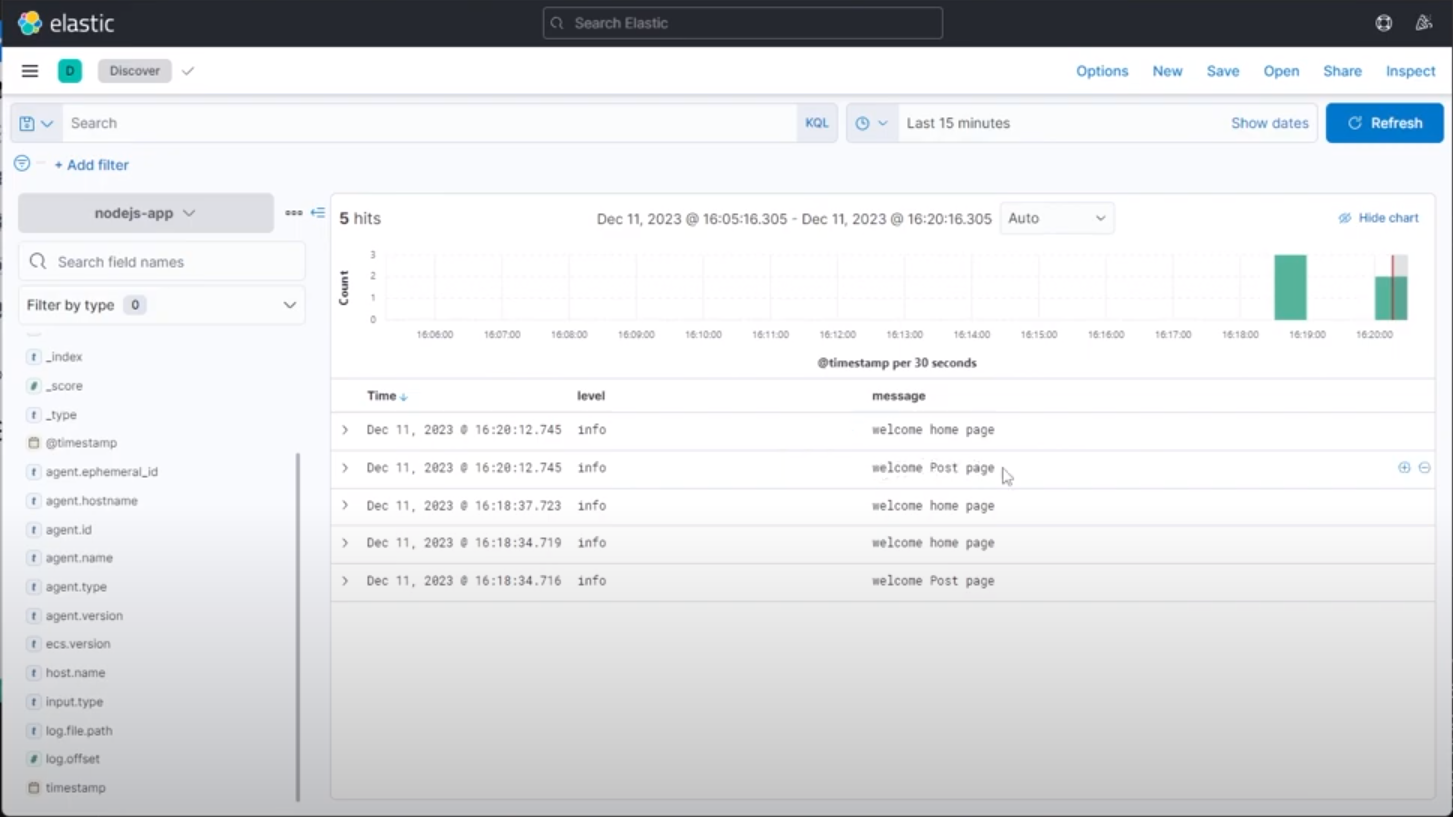 elastic
Search Elastic
D
Discover
Options
New
Save
Open
Share
Inspect
Search
KQL
Last 15 minutes
Show dates
Refresh
+ Add filter
nodejs-app
Search field names
Filter by type 0
t _index
# _score
t _type
@timestamp
t agent.ephemeral_id
t agent.hostname
t agent.id
t agent.name
t agent.type
t agent.version
t ecs.version
t host.name
t input.type
t log.file.path
# log.offset
timestamp
5 hits
Dec 11, 2023 @ 16:05:16.305 - Dec 11, 2023 @ 16:20:16.305
Auto
Hide chart
Count
3
2
1
0
16:06:00 16:07:00 16:08:00 16:09:00 16:10:00 16:11:00 16:12:00 16:13:00 16:14:00 16:15:00 16:16:00 16:17:00 16:18:00 16:19:00 16:20:00
@timestamp per 30 seconds
Time level message
Dec 11, 2023 @ 16:20:12.745 info welcome home page
Dec 11, 2023 @ 16:20:12.745 info welcome Post page
Dec 11, 2023 @ 16:18:37.723 info welcome home page
Dec 11, 2023 @ 16:18:34.719 info welcome home page
Dec 11, 2023 @ 16:18:34.716 info welcome Post page